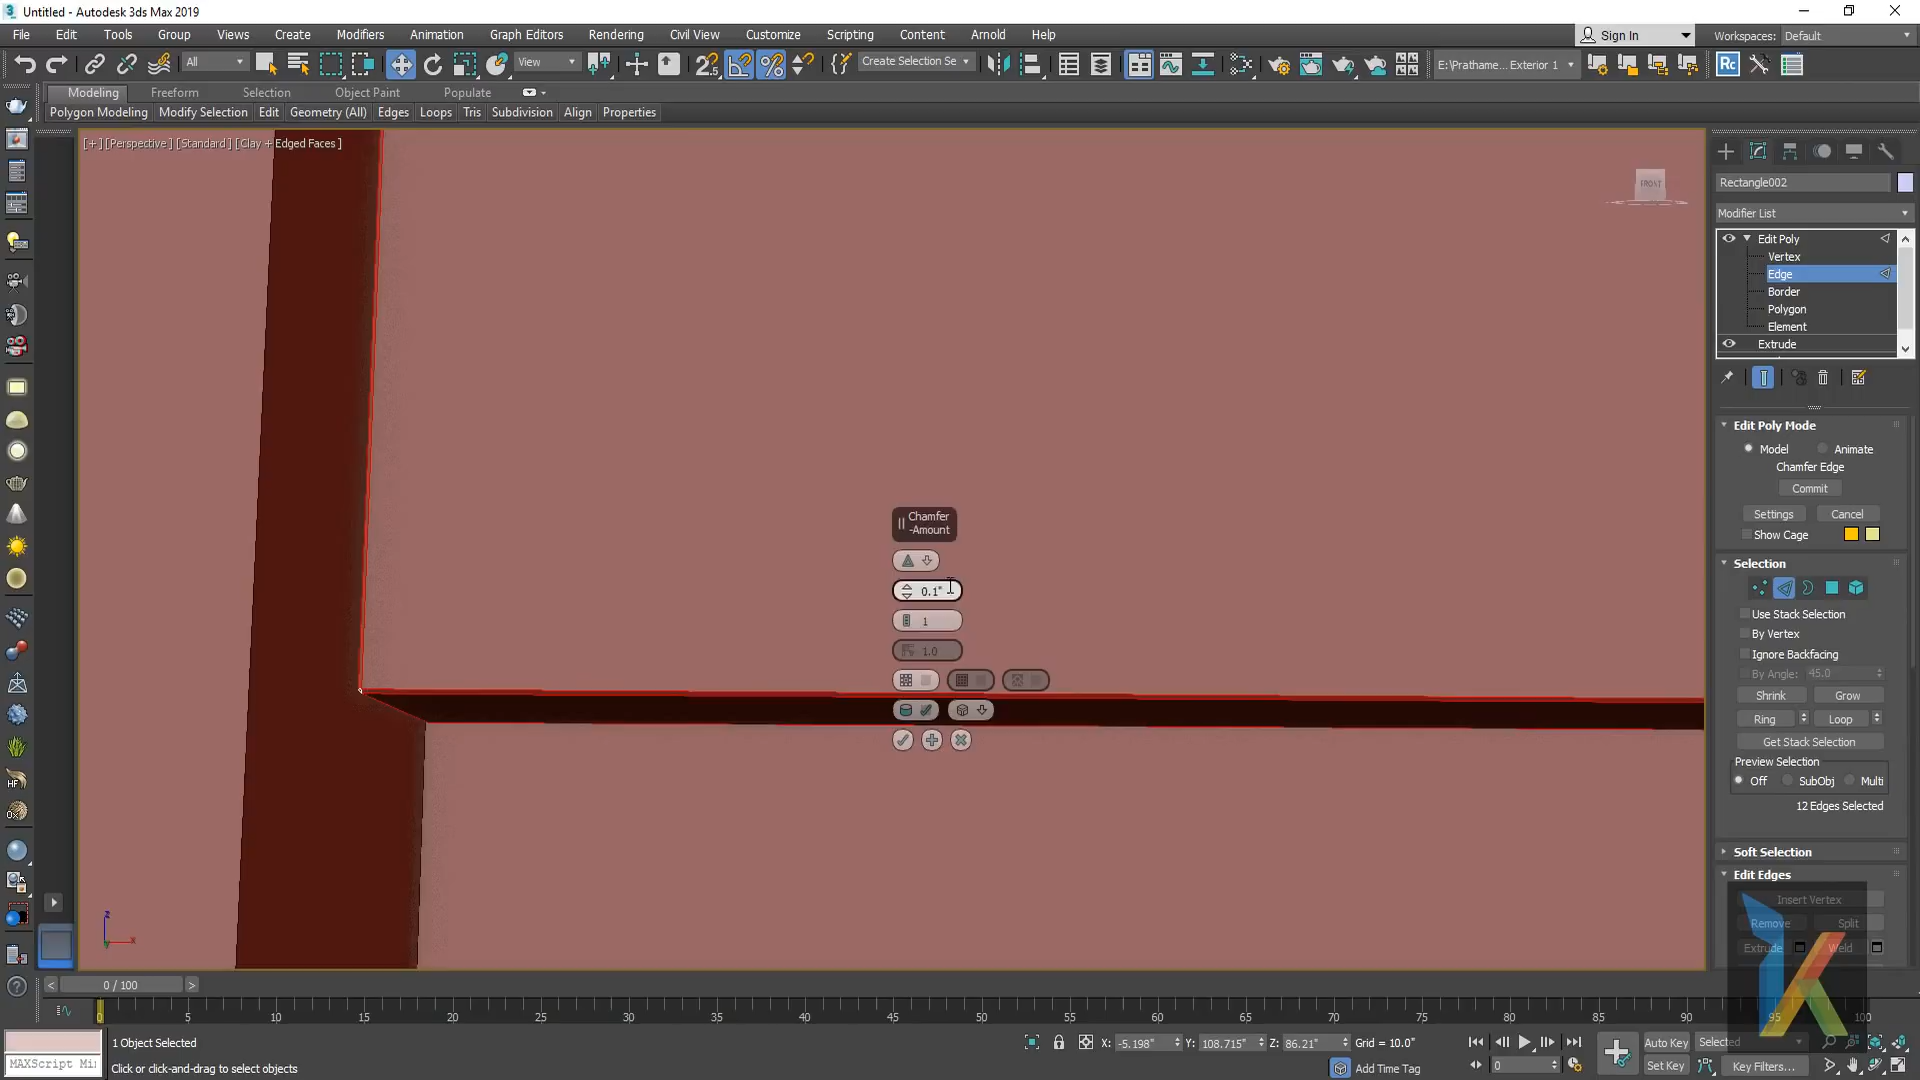 Untitled - Autodesk 3ds Max 2019
File Edit Tools Group Views Create Modifiers Animation Graph Editors Rendering Civil View Customize Scripting Content Arnold Help Sign In Workspaces: Default
All View Create Selection Se E:\Prathame... Exterior 1
Modeling Freeform Selection Object Paint Populate
Polygon Modeling Modify Selection Edit Geometry (All) Edges Loops Tris Subdivision Align Properties
[+] [Perspective ] [Standard ] [Clay + Edged Faces ]
FRONT
Rectangle002
Modifier List
Edit Poly
Vertex
Edge
Border
Polygon
Element
Extrude
Edit Poly Mode
Model Animate
Chamfer Edge
Commit
Settings Cancel
Show Cage
Selection
Use Stack Selection
By Vertex
Ignore Backfacing
By Angle: 45.0
Shrink Grow
Ring Loop
Get Stack Selection
Preview Selection
Off SubObj Multi
12 Edges Selected
Soft Selection
Edit Edges
Insert Vertex
Remove Split
Extrude Weld
Chamfer
-Amount
0.1"
1
1.0
z
x
y
0 / 100
0 5 10 15 20 25 30 35 40 45 50 55 60 65 70 75 80 85 90 100
1 Object Selected X: -5.198" Y: 108.715" Z: 86.21" Grid = 10.0" Auto Key Selected
MAXScript Mi Click or click-and-drag to select objects Add Time Tag 0 Set Key Key Filters...